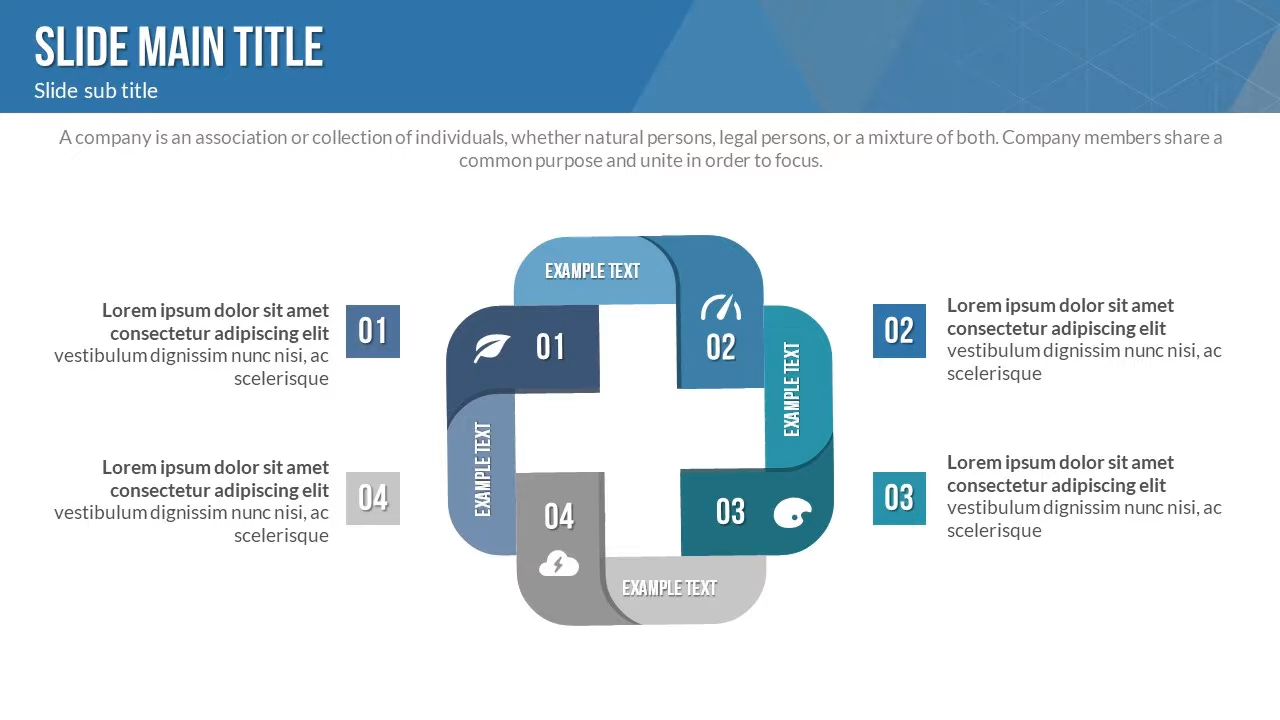 SLIDE MAIN TITLE
Slide sub title
A company is an association or collection of individuals, whether natural persons, legal persons, or a mixture of both. Company members share a
common purpose and unite in order to focus.
Lorem ipsum dolor sit amet
consectetur adipiscing elit
vestibulum dignissim nunc nisi, ac
scelerisque
01
Lorem ipsum dolor sit amet
consectetur adipiscing elit
vestibulum dignissim nunc nisi, ac
scelerisque
04
EXAMPLE TEXT
01
02
EXAMPLE TEXT
EXAMPLE TEXT
04
03
EXAMPLE TEXT
02
Lorem ipsum dolor sit amet
consectetur adipiscing elit
vestibulum dignissim nunc nisi, ac
scelerisque
03
Lorem ipsum dolor sit amet
consectetur adipiscing elit
vestibulum dignissim nunc nisi, ac
scelerisque